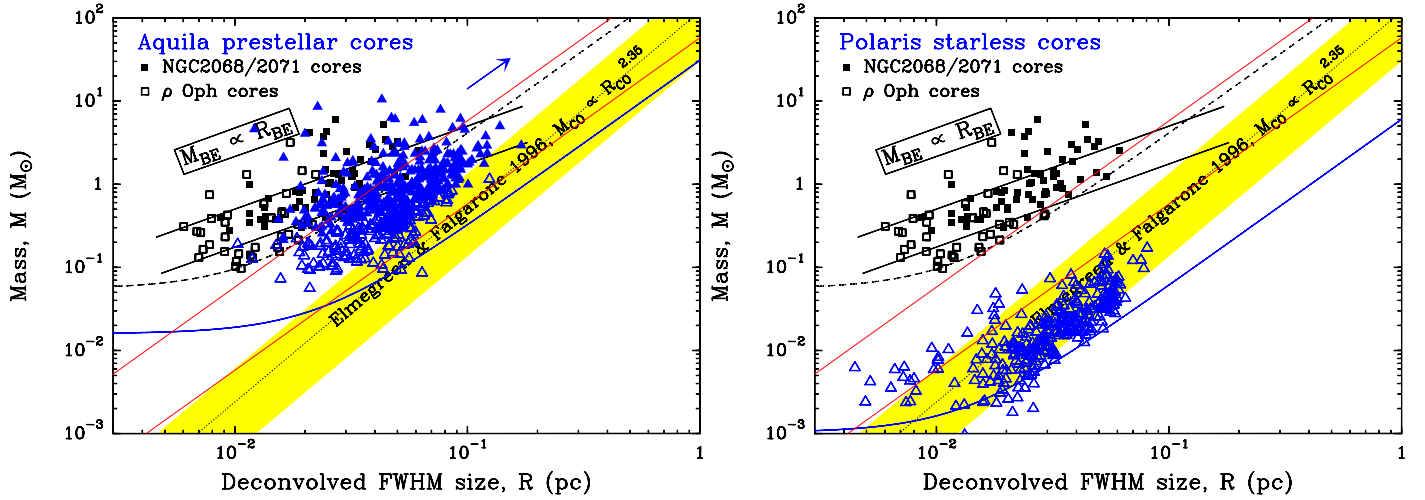 Aquila prestellar cores
NGC2068/2071 cores
ρ Oph cores
M_BE ∝ R_BE
Elmegreen & Falgarone 1996, M_CO ∝ R_CO^2.35
Mass, M (M_⊙)
10^2
10^1
1
10^-1
10^-2
10^-3
10^-2
10^-1
1
Deconvolved FWHM size, R (pc)
Polaris starless cores
NGC2068/2071 cores
ρ Oph cores
M_BE ∝ R_BE
Elmegreen & Falgarone 1996, M_CO ∝ R_CO^2.35
Mass, M (M_⊙)
10^2
10^1
1
10^-1
10^-2
10^-3
10^-2
10^-1
1
Deconvolved FWHM size, R (pc)